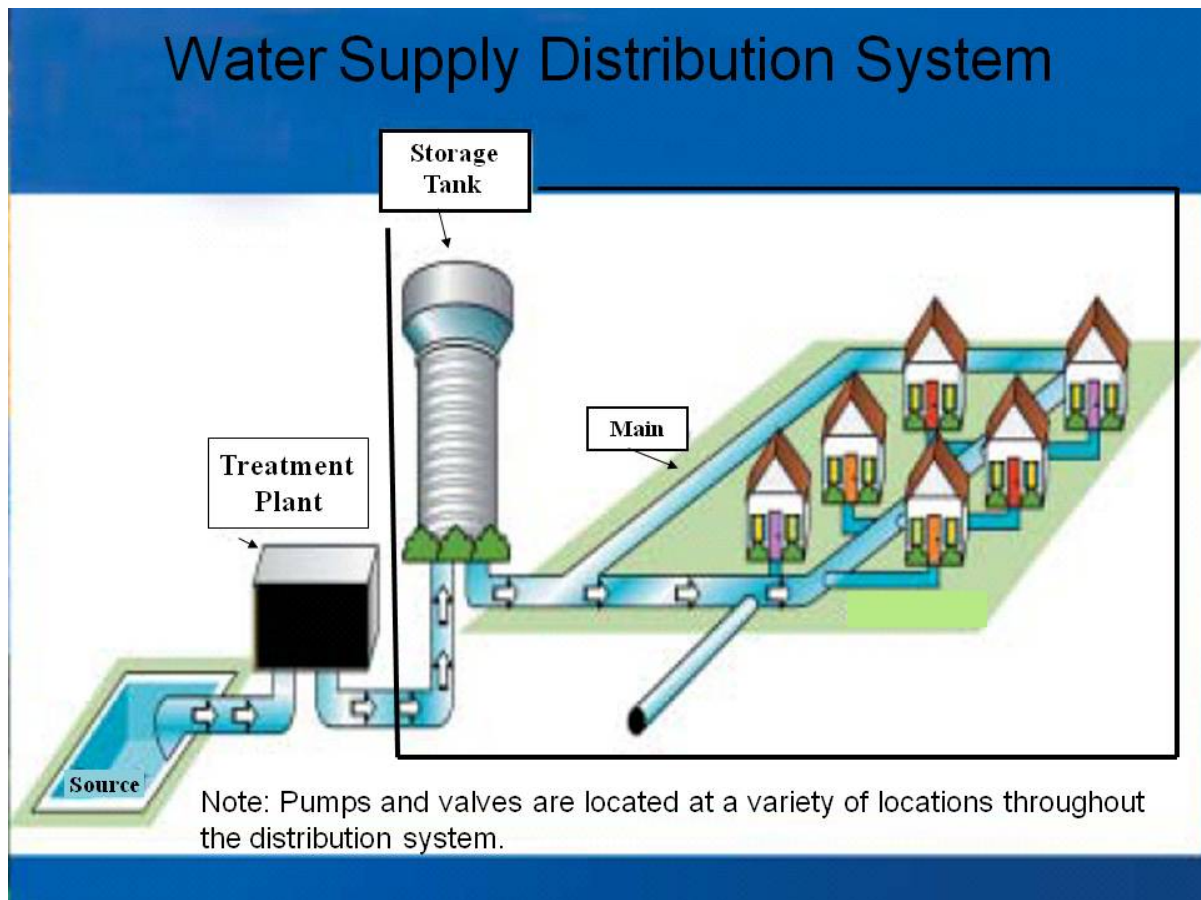 Water Supply Distribution System
Storage
Tank
Main
Treatment
Plant
Source
Note: Pumps and valves are located at a variety of locations throughout
the distribution system.